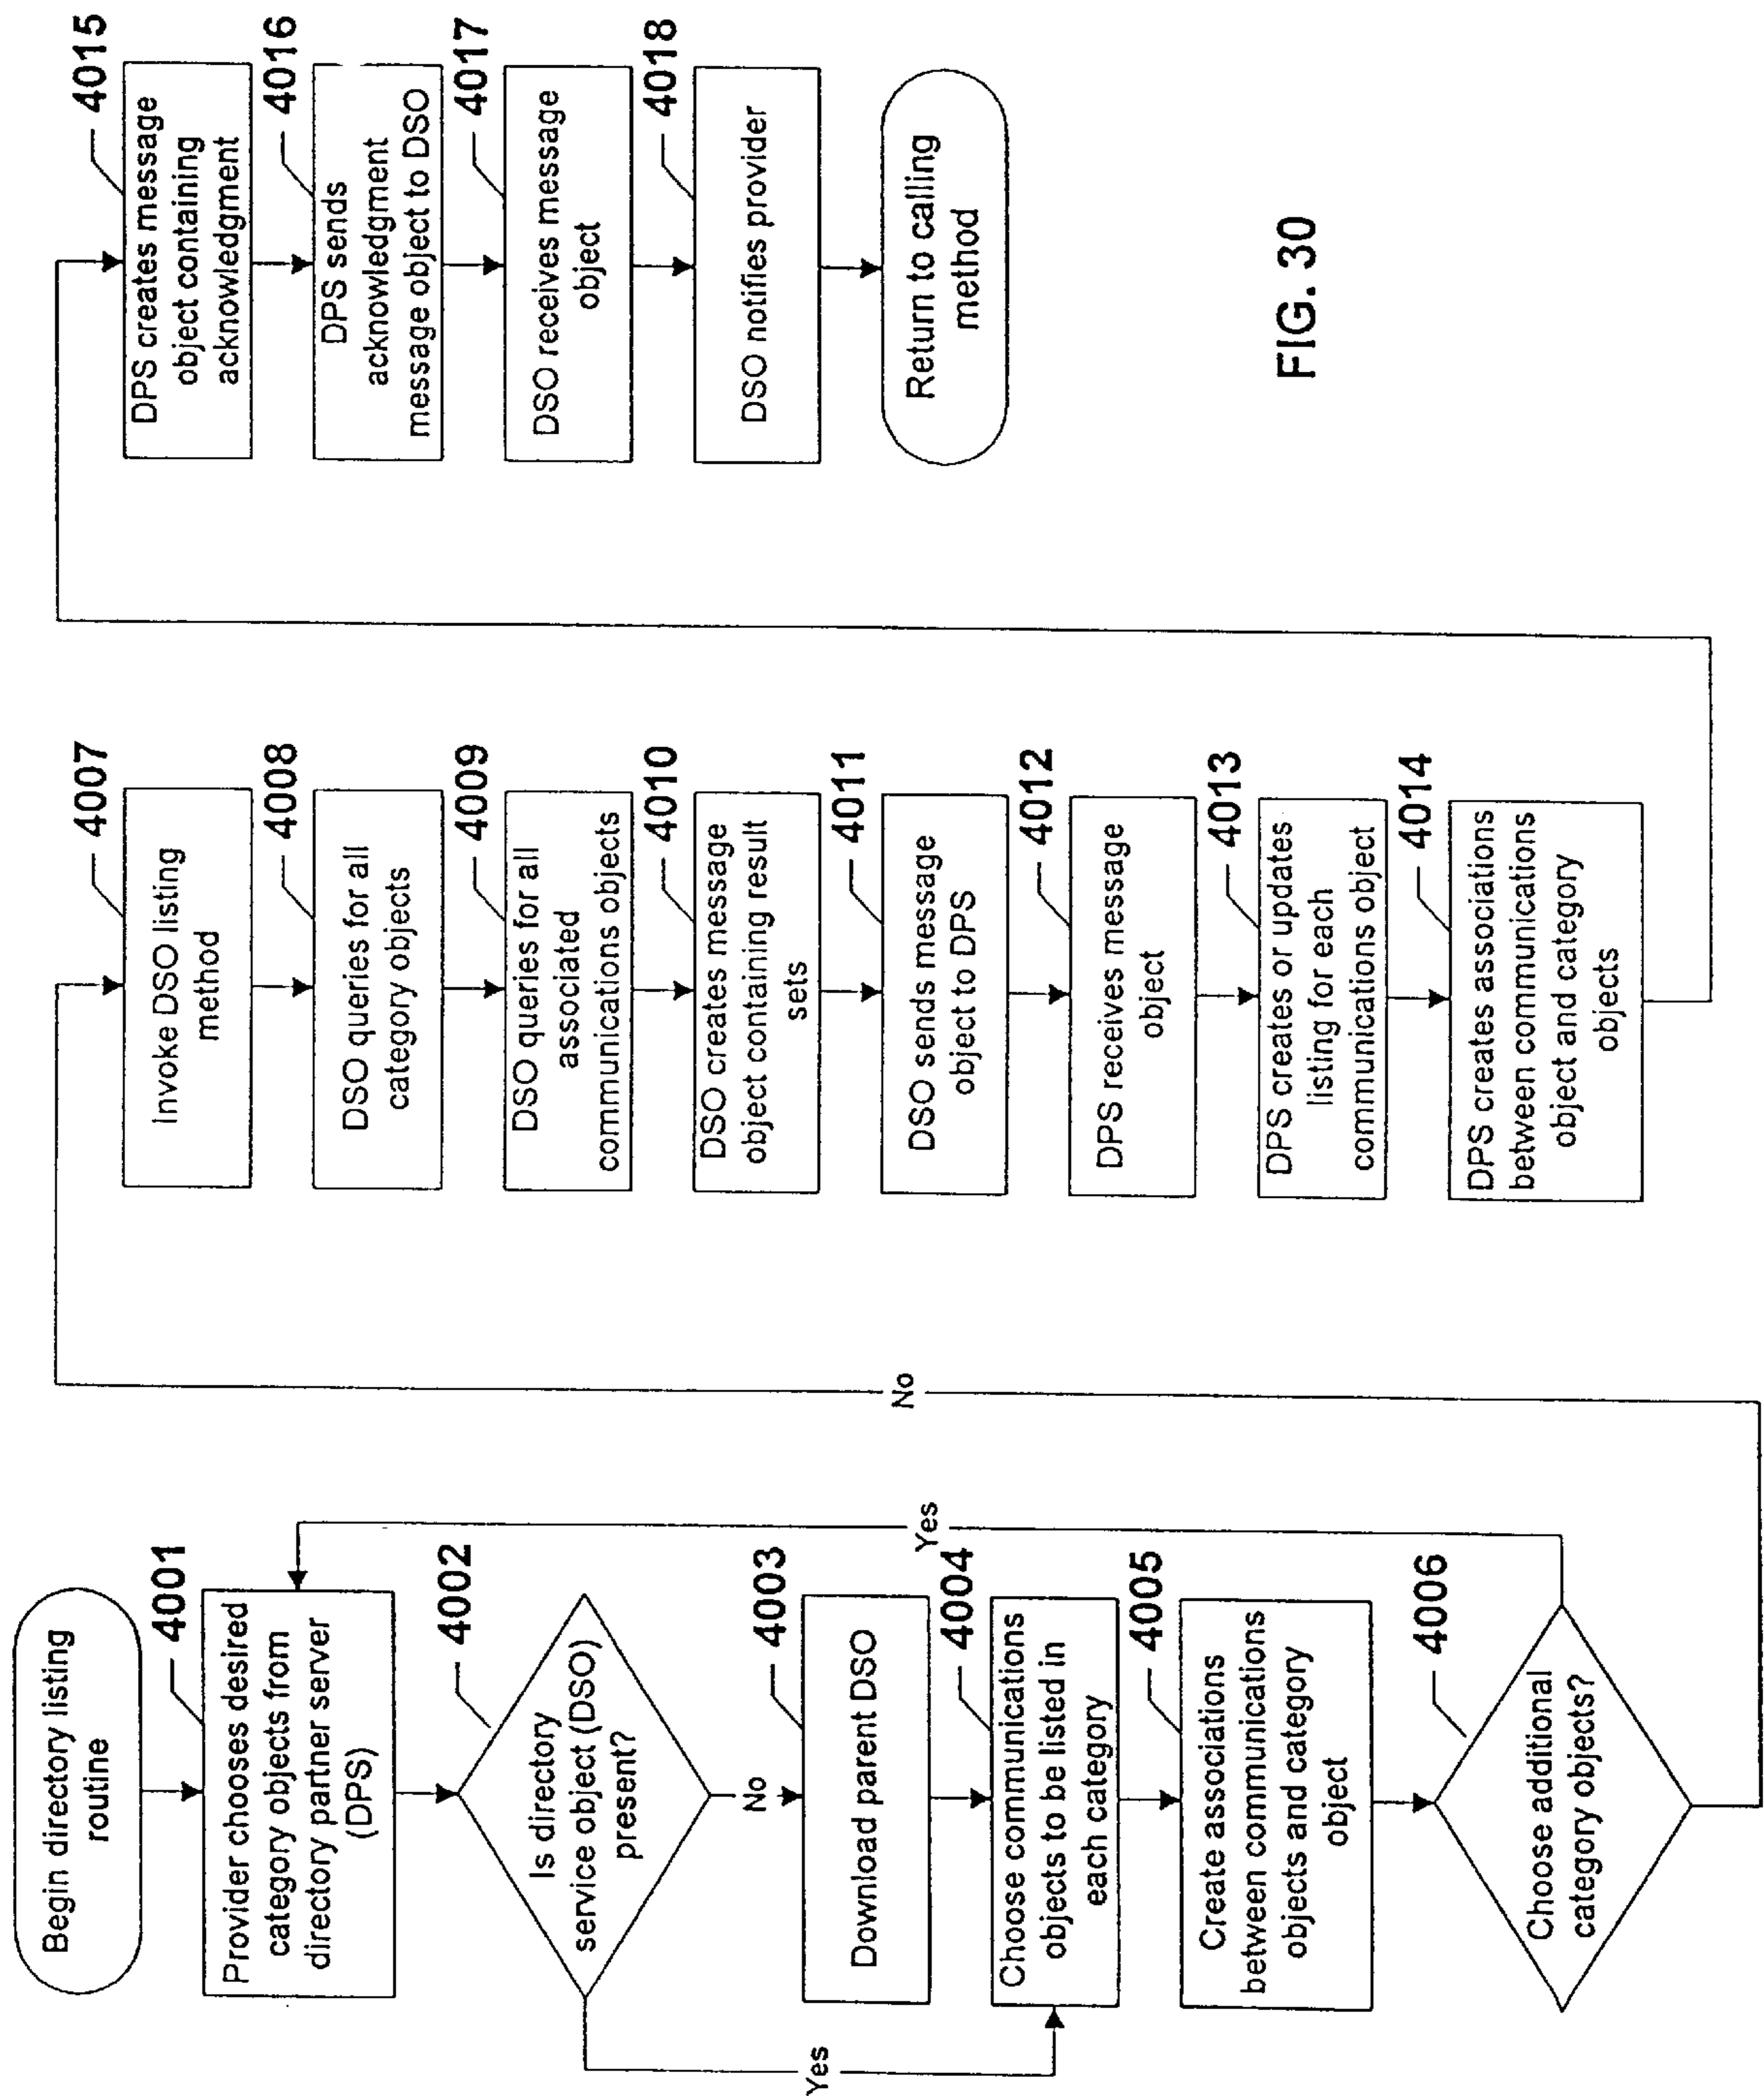 Begin directory listing
routine
4001
Provider chooses desired
category objects from
directory partner server
(DPS)
4002
Is directory
service object (DSO)
present?
Yes
No
4003
Download parent DSO
4004
Choose communications
objects to be listed in
each category
4005
Create associations
between communications
objects and category
object
4006
Choose additional
category objects?
Yes
No
4007
Invoke DSO listing
method
4008
DSO queries for all
category objects
4009
DSO queries for all
associated
communications objects
4010
DSO creates message
object containing result
sets
4011
DSO sends message
object to DPS
4012
DPS receives message
object
4013
DPS creates or updates
listing for each
communications object
4014
DPS creates associations
between communications
object and category
objects
4015
DPS creates message
object containing
acknowledgment
4016
DPS sends
acknowledgment
message object to DSO
4017
DSO receives message
object
4018
DSO notifies provider
Return to calling
method
FIG. 30